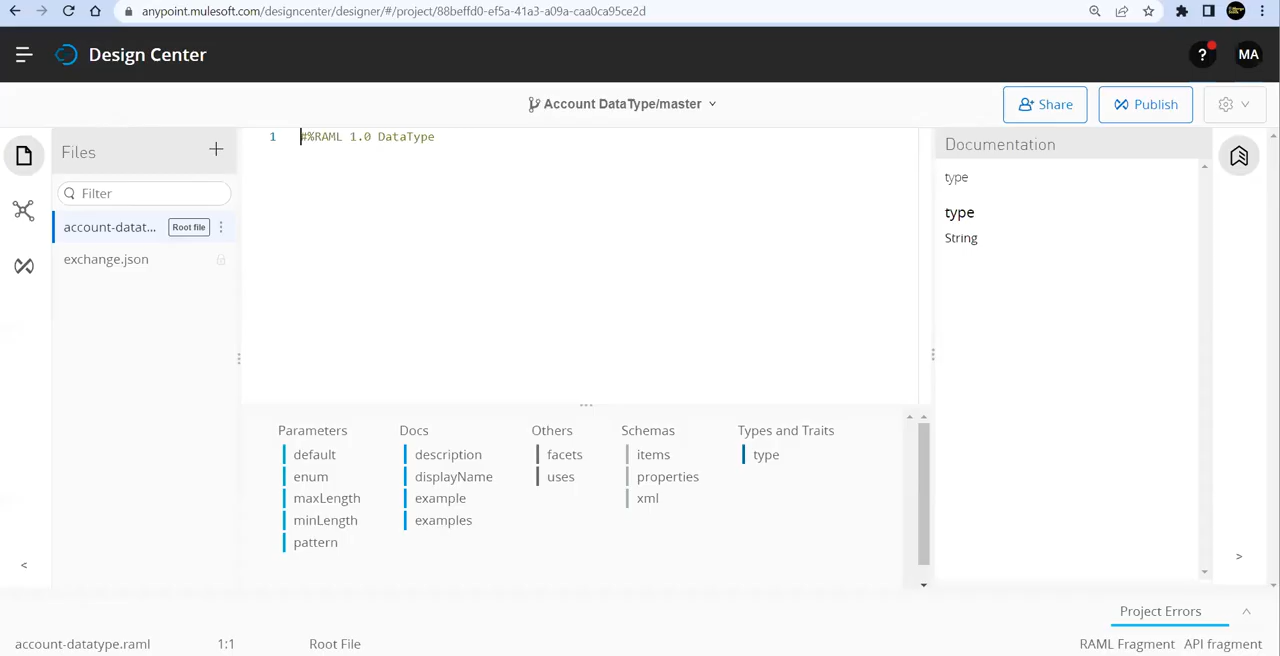 anypoint.mulesoft.com/designcenter/designer/#/project/88beffd0-ef5a-41a3-a09a-caa0ca95ce2d
Design Center
?
MA
Account DataType/master
Share
Publish
Files
Filter
account-datat...
Root file
exchange.json
1
#%RAML 1.0 DataType
Documentation
type
type
String
Parameters
default
enum
maxLength
minLength
pattern
Docs
description
displayName
example
examples
Others
facets
uses
Schemas
items
properties
xml
Types and Traits
type
<
>
Project Errors
account-datatype.raml
1:1
Root File
RAML Fragment
API fragment